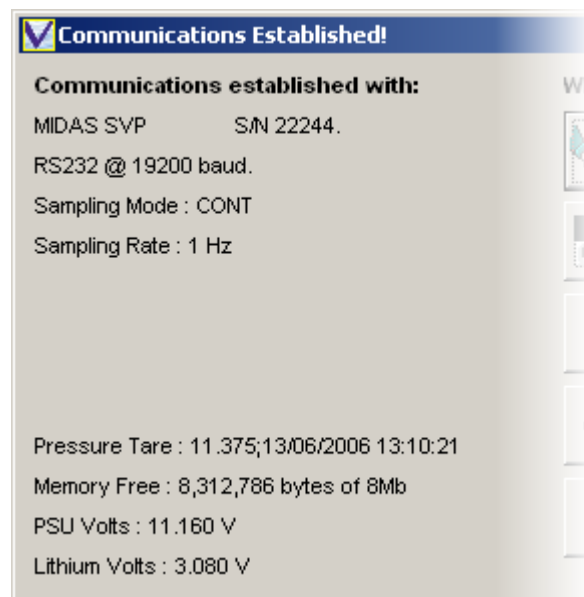 Communications Established!
Communications established with:
MIDAS SVP S/N 22244.
RS232 @ 19200 baud.
Sampling Mode : CONT
Sampling Rate : 1 Hz
Pressure Tare : 11.375;13/06/2006 13:10:21
Memory Free : 8,312,786 bytes of 8Mb
PSU Volts : 11.160 V
Lithium Volts : 3.080 V